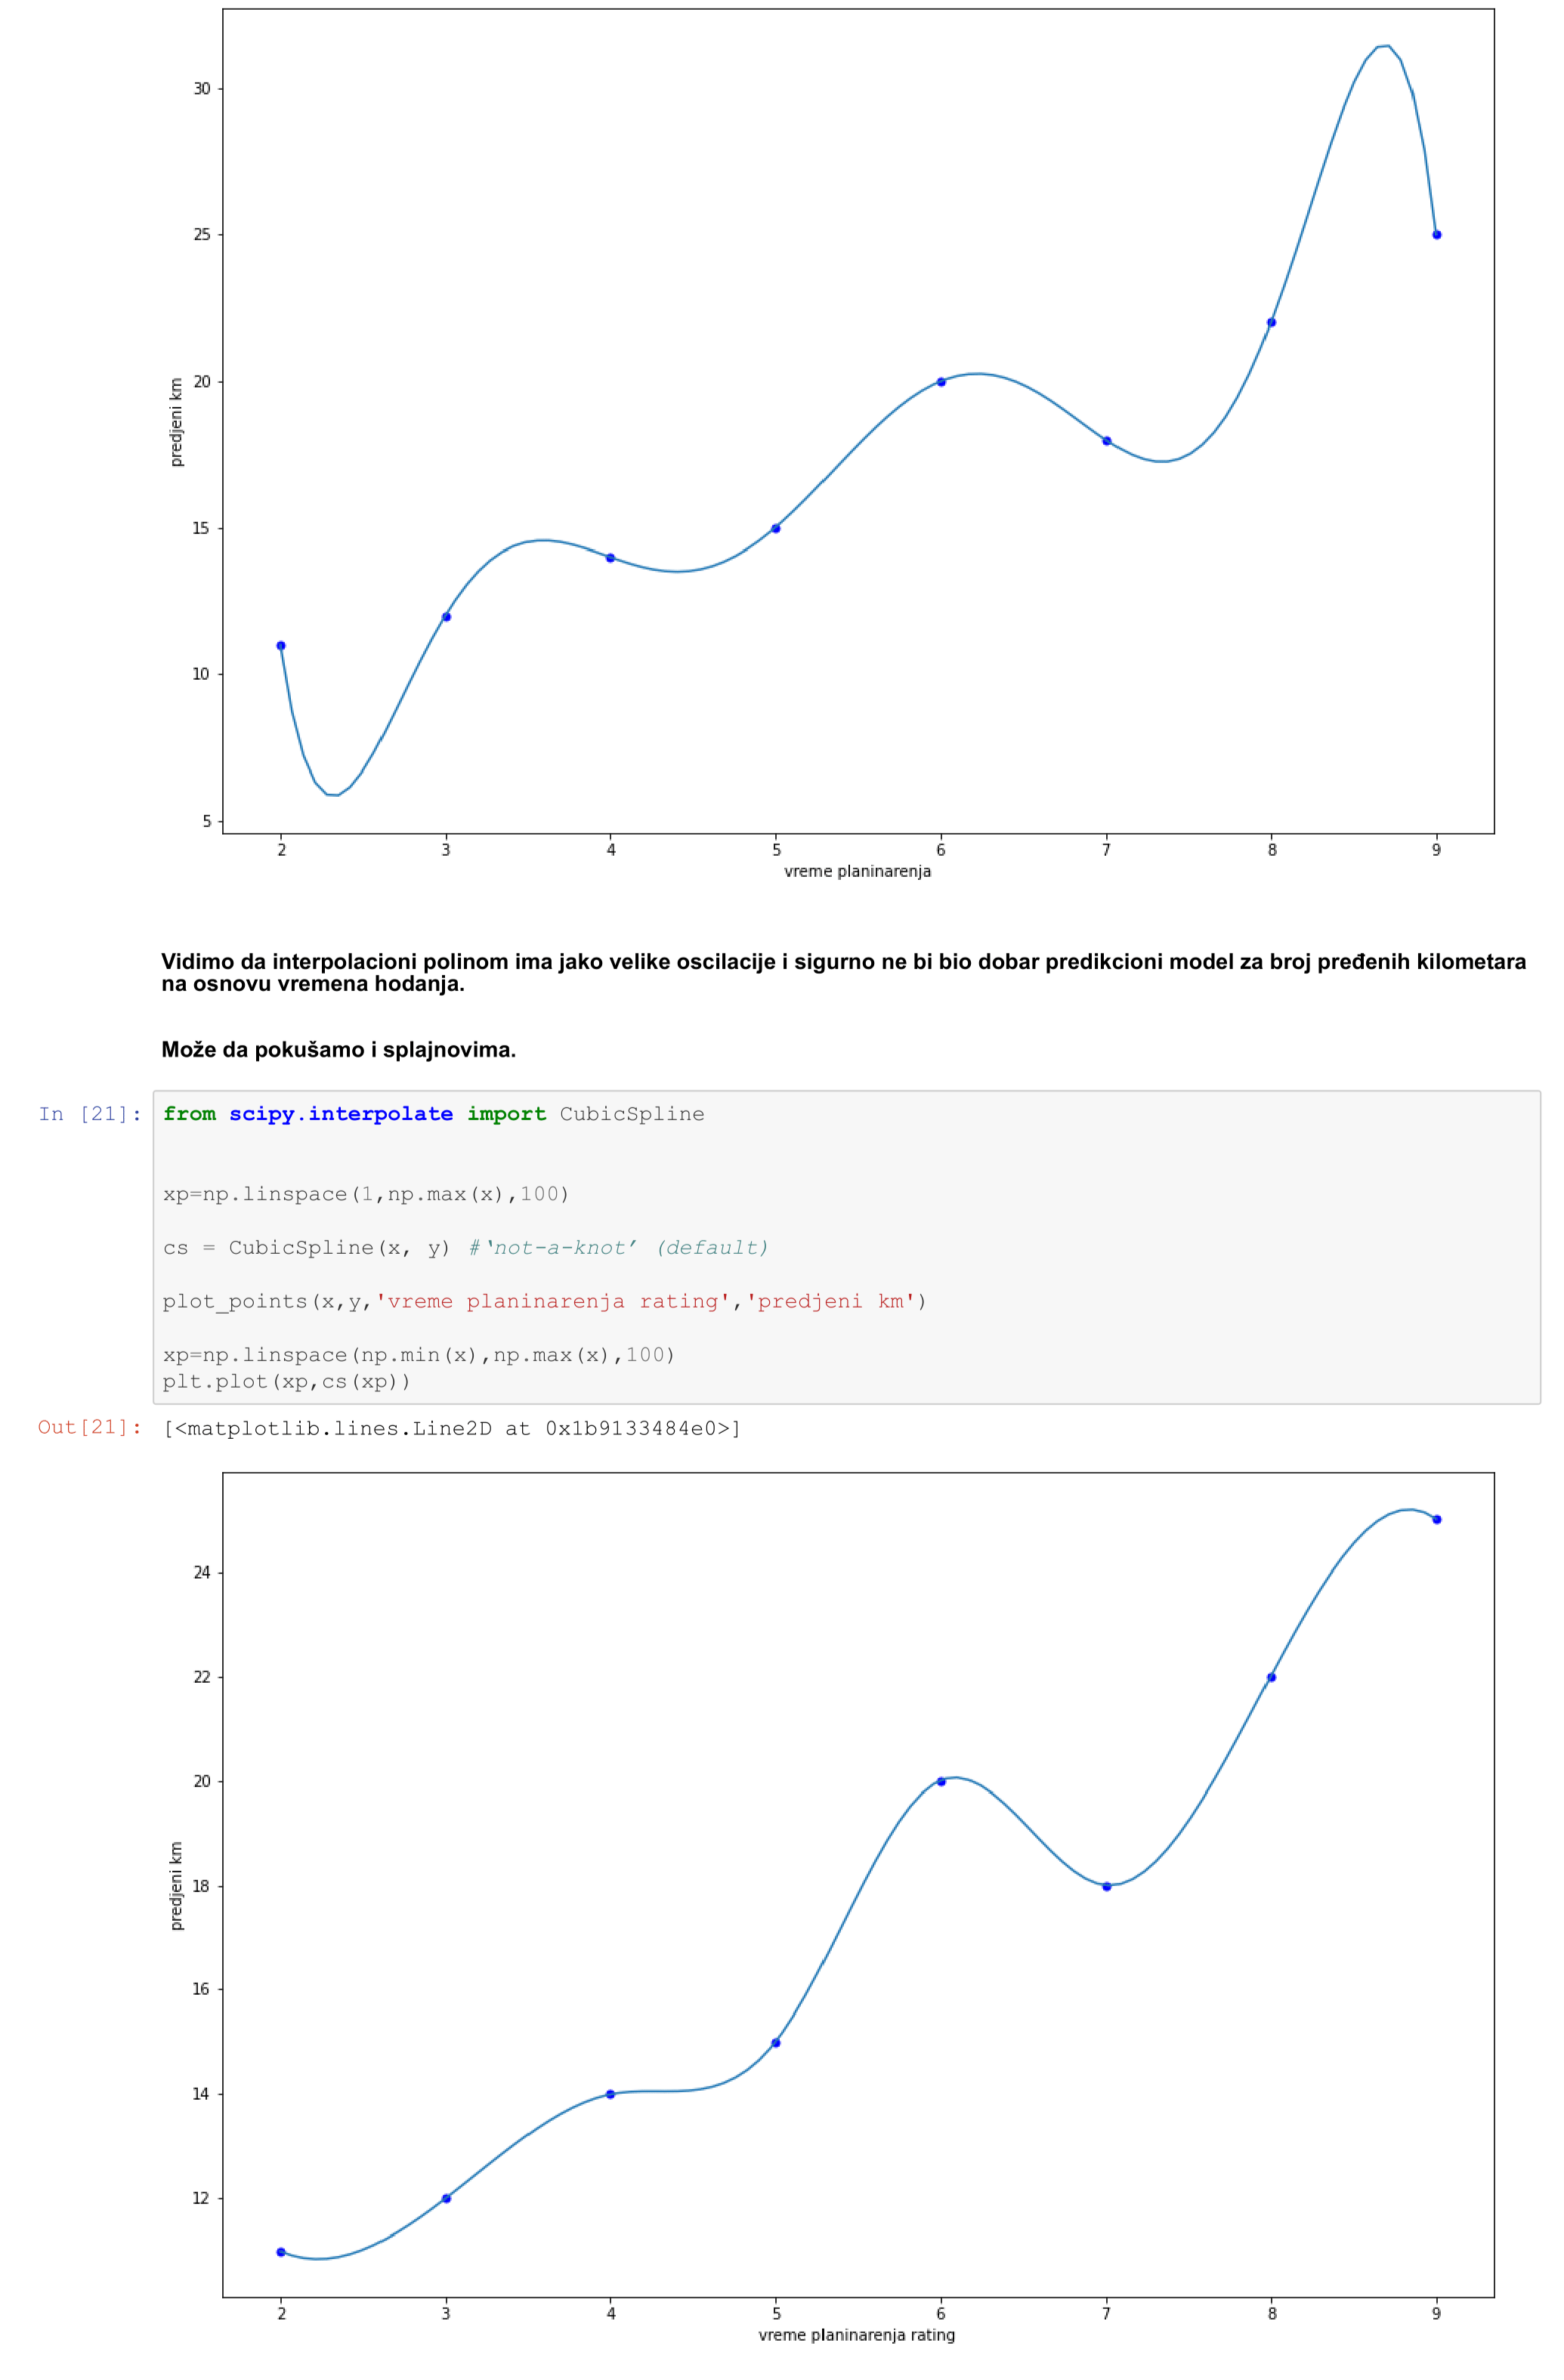 30
25
20
15
10
5
predjeni km
2 3 4 5 6 7 8 9
vreme planinarenja
Vidimo da interpolacioni polinom ima jako velike oscilacije i sigurno ne bi bio dobar predikcioni model za broj pređenih kilometara
na osnovu vremena hodanja.
Može da pokušamo i splajnovima.
In [21]: from scipy.interpolate import CubicSpline
xp=np.linspace(1,np.max(x),100)
cs = CubicSpline(x, y) #‘not-a-knot’ (default)
plot_points(x,y,'vreme planinarenja rating','predjeni km')
xp=np.linspace(np.min(x),np.max(x),100)
plt.plot(xp,cs(xp))
Out[21]: [<matplotlib.lines.Line2D at 0x1b9133484e0>]
24
22
20
18
16
14
12
predjeni km
2 3 4 5 6 7 8 9
vreme planinarenja rating